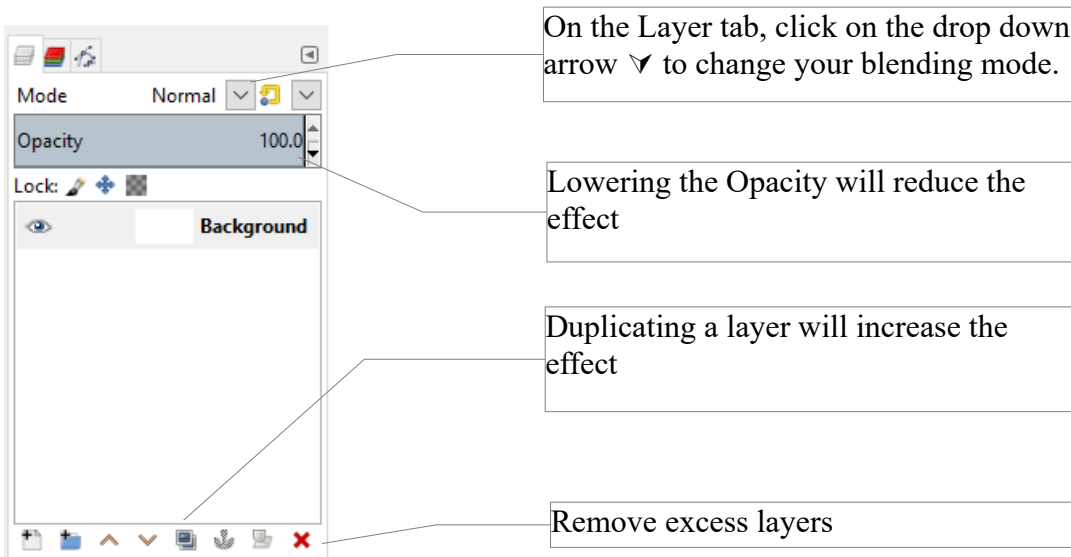 On the Layer tab, click on the drop down
arrow ⮛ to change your blending mode.
Mode Normal
Opacity 100.0
Lock:
Lowering the Opacity will reduce the
effect
Background
Duplicating a layer will increase the
effect
Remove excess layers